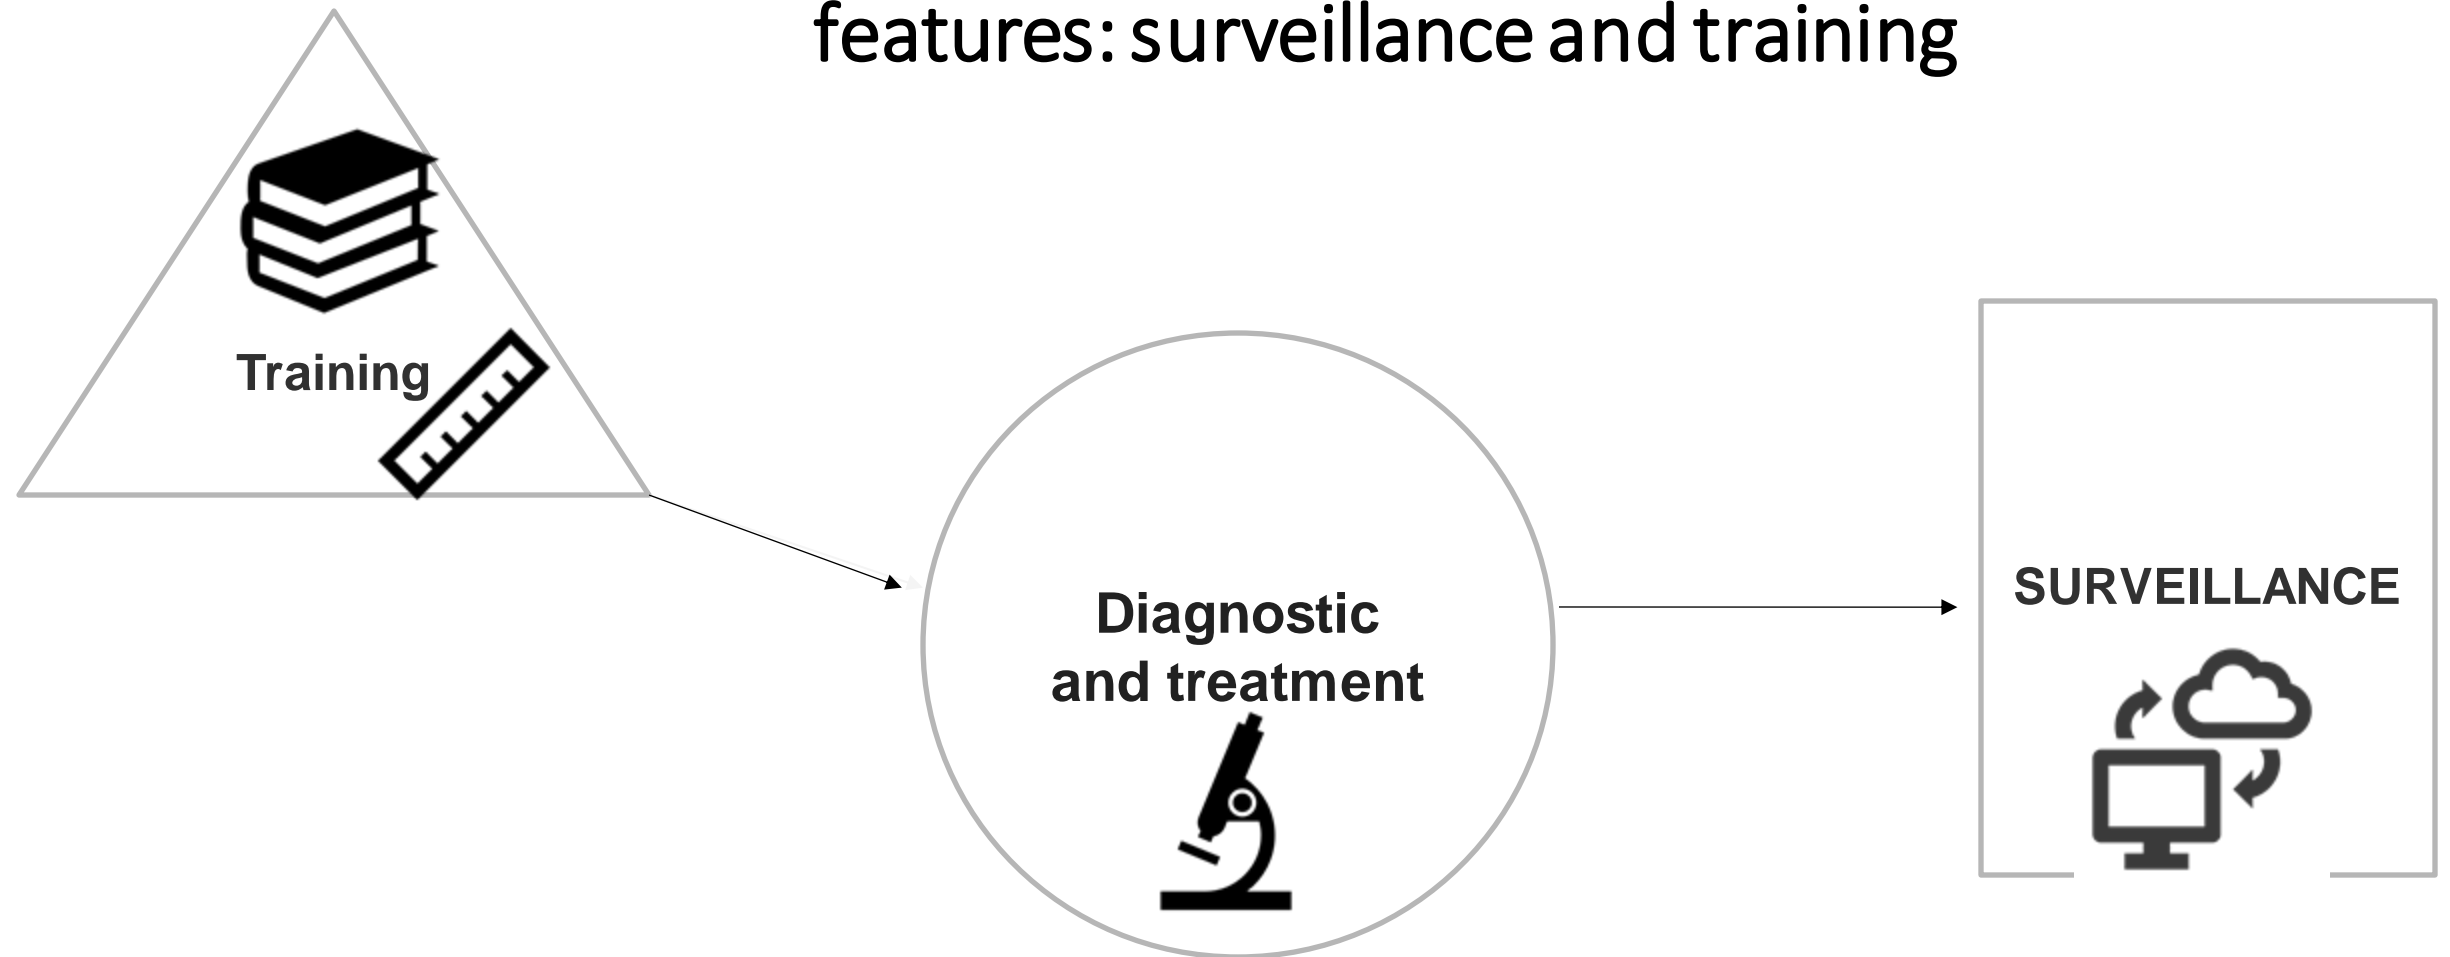 features: surveillance and training
Training
Diagnostic
and treatment
SURVEILLANCE